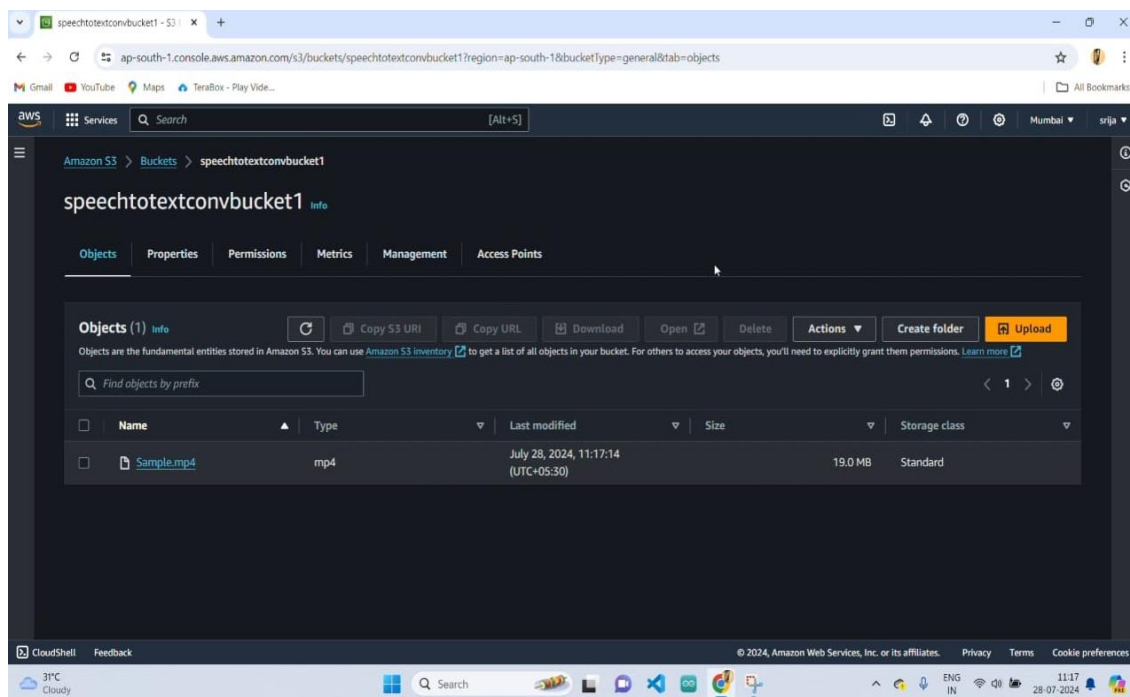 speechtotextconvbucket1 - S3
ap-south-1.console.aws.amazon.com/s3/buckets/speechtotextconvbucket1?region=ap-south-1&bucketType=general&tab=objects
Gmail YouTube Maps TeraBox - Play Vide... All Bookmarks
aws Services Search [Alt+S] Mumbai srija
Amazon S3 > Buckets > speechtotextconvbucket1
speechtotextconvbucket1 Info
Objects Properties Permissions Metrics Management Access Points
Objects (1) Info Copy S3 URI Copy URL Download Open Delete Actions Create folder Upload
Objects are the fundamental entities stored in Amazon S3. You can use Amazon S3 inventory to get a list of all objects in your bucket. For others to access your objects, you'll need to explicitly grant them permissions. Learn more
Find objects by prefix 1
Name Type Last modified Size Storage class
Sample.mp4 mp4 July 28, 2024, 11:17:14 19.0 MB Standard
(UTC+05:30)
CloudShell Feedback © 2024, Amazon Web Services, Inc. or its affiliates. Privacy Terms Cookie preferences
31°C Search ENG 11:17
Cloudy IN 28-07-2024